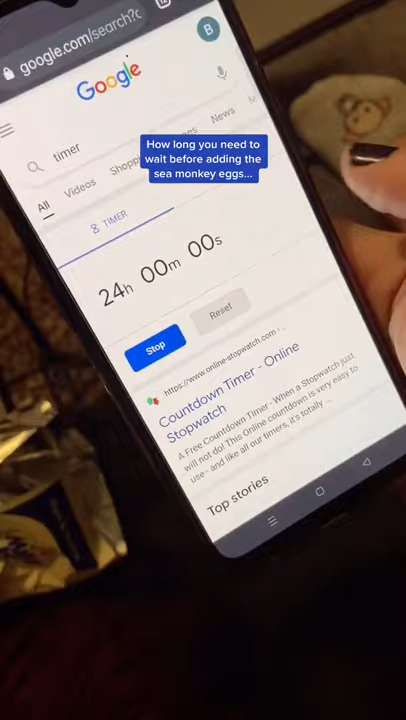 google.com/search?c
B
Google
timer
All
Videos
News
How long you need to
wait before adding the
sea monkey eggs...
TIMER
24h 00m 00s
Stop
Reset
https://www.online-stopwatch.com › ..
Countdown Timer - Online
Stopwatch
A Free Countdown Timer - When a Stopwatch just
will not do! This Online countdown is very easy to
use - and like all our timers, it's totally ...
Top stories